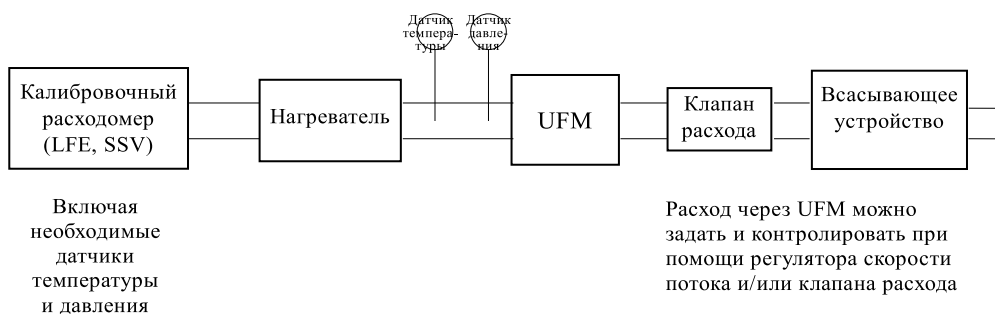 Датчик
темпера-
туры
Датчик
давле-
ния
Калибровочный
расходомер
(LFE, SSV)
Нагреватель
UFM
Клапан
расхода
Всасывающее
устройство
Включая
необходимые
датчики
температуры
и давления
Расход через UFM можно
задать и контролировать при
помощи регулятора скорости
потока и/или клапана расхода